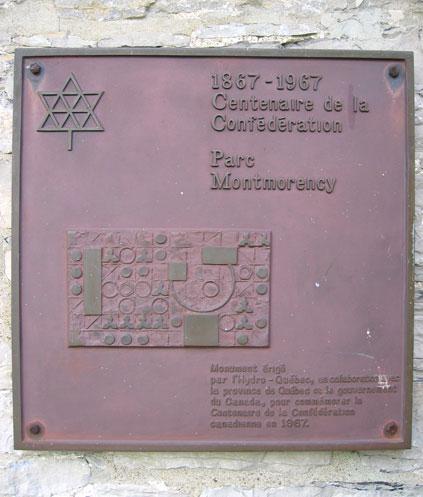 1867-1967
Centenaire de la
Confédération
Parc
Montmorency
Monument érigé
par l'Hydro-Québec, en collaboration avec
la province de Québec et le gouvernement
du Canada, pour commémorer le
Centenaire de la Confédération
canadienne en 1967.